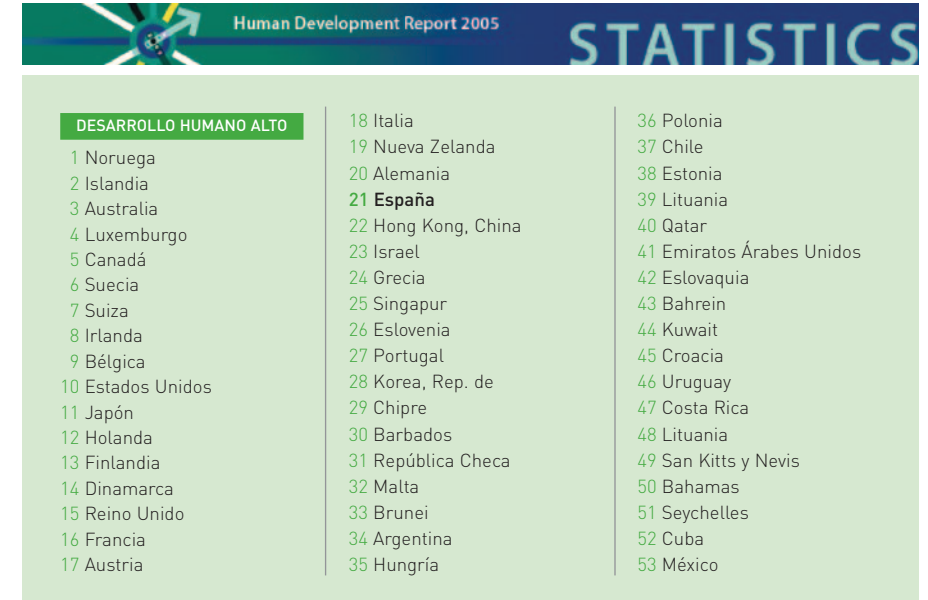 Human Development Report 2005
STATISTICS
DESARROLLO HUMANO ALTO
1 Noruega
2 Islandia
3 Australia
4 Luxemburgo
5 Canadá
6 Suecia
7 Suiza
8 Irlanda
9 Bélgica
10 Estados Unidos
11 Japón
12 Holanda
13 Finlandia
14 Dinamarca
15 Reino Unido
16 Francia
17 Austria
18 Italia
19 Nueva Zelanda
20 Alemania
21 España
22 Hong Kong, China
23 Israel
24 Grecia
25 Singapur
26 Eslovenia
27 Portugal
28 Korea, Rep. de
29 Chipre
30 Barbados
31 República Checa
32 Malta
33 Brunei
34 Argentina
35 Hungría
36 Polonia
37 Chile
38 Estonia
39 Lituania
40 Qatar
41 Emiratos Árabes Unidos
42 Eslovaquia
43 Bahrein
44 Kuwait
45 Croacia
46 Uruguay
47 Costa Rica
48 Lituania
49 San Kitts y Nevis
50 Bahamas
51 Seychelles
52 Cuba
53 México